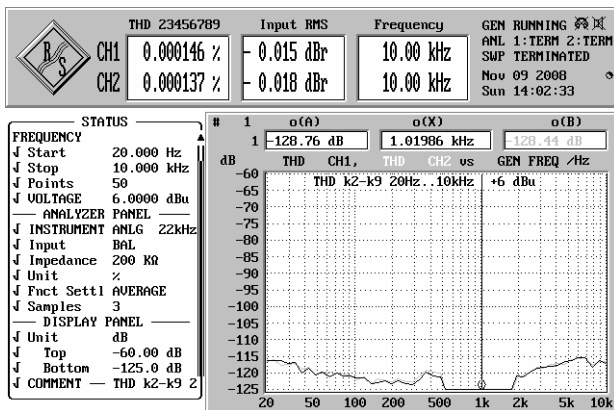 THD 23456789 Input RMS Frequency
R S
CH1 0.000146 % - 0.015 dBr 10.00 kHz
CH2 0.000137 % - 0.018 dBr 10.00 kHz
GEN RUNNING
ANL 1:TERM 2:TERM
SWP TERMINATED
Nov 09 2008
Sun 14:02:33
STATUS
FREQUENCY
Start 20.000 Hz
Stop 10.000 kHz
Points 50
VOLTAGE 6.0000 dBu
ANALYZER PANEL
INSTRUMENT ANLG 22kHz
Input BAL
Impedance 200 KΩ
Unit %
Fnct Settl AVERAGE
Samples 3
DISPLAY PANEL
Unit dB
Top -60.00 dB
Bottom -125.0 dB
COMMENT — THD k2-k9 2
# 1 o(A) o(X) o(B)
1 -128.76 dB 1.01986 kHz -128.44 dB
dB THD CH1, THD CH2 vs GEN FREQ /Hz
THD k2-k9 20Hz..10kHz +6 dBu
-60
-65
-70
-75
-80
-85
-90
-95
-100
-105
-110
-115
-120
-125
20 50 100 200 500 1k 2k 5k 10k